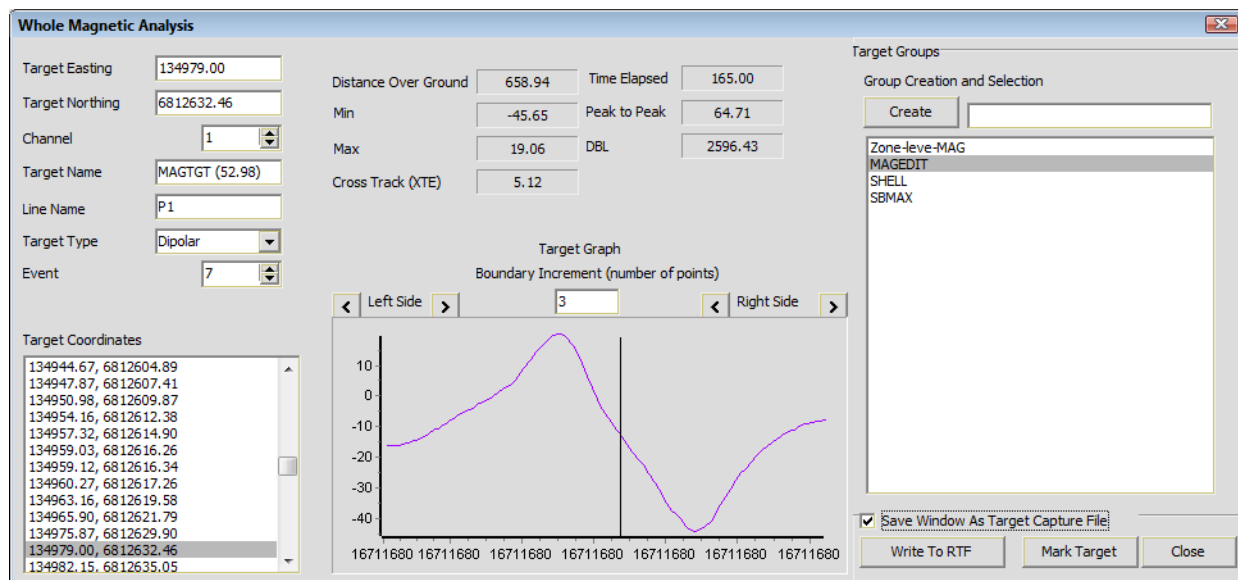 Whole Magnetic Analysis
Target Easting 134979.00
Target Northing 6812632.46
Channel 1
Target Name MAGTGT (52.98)
Line Name P1
Target Type Dipolar
Event 7
Target Coordinates
134944.67, 6812604.89
134947.87, 6812607.41
134950.98, 6812609.87
134954.16, 6812612.38
134957.32, 6812614.90
134959.03, 6812616.26
134959.12, 6812616.34
134960.27, 6812617.26
134963.16, 6812619.58
134965.90, 6812621.79
134975.87, 6812629.90
134979.00, 6812632.46
134982.15, 6812635.05
Distance Over Ground 658.94 Time Elapsed 165.00
Min -45.65 Peak to Peak 64.71
Max 19.06 DBL 2596.43
Cross Track (XTE) 5.12
Target Graph
Boundary Increment (number of points)
< Left Side > 3 < Right Side >
10
0
-10
-20
-30
-40
16711680 16711680 16711680 16711680 16711680 16711680 16711680
Target Groups
Group Creation and Selection
Create
Zone-leve-MAG
MAGEDIT
SHELL
SBMAX
Save Window As Target Capture File
Write To RTF Mark Target Close